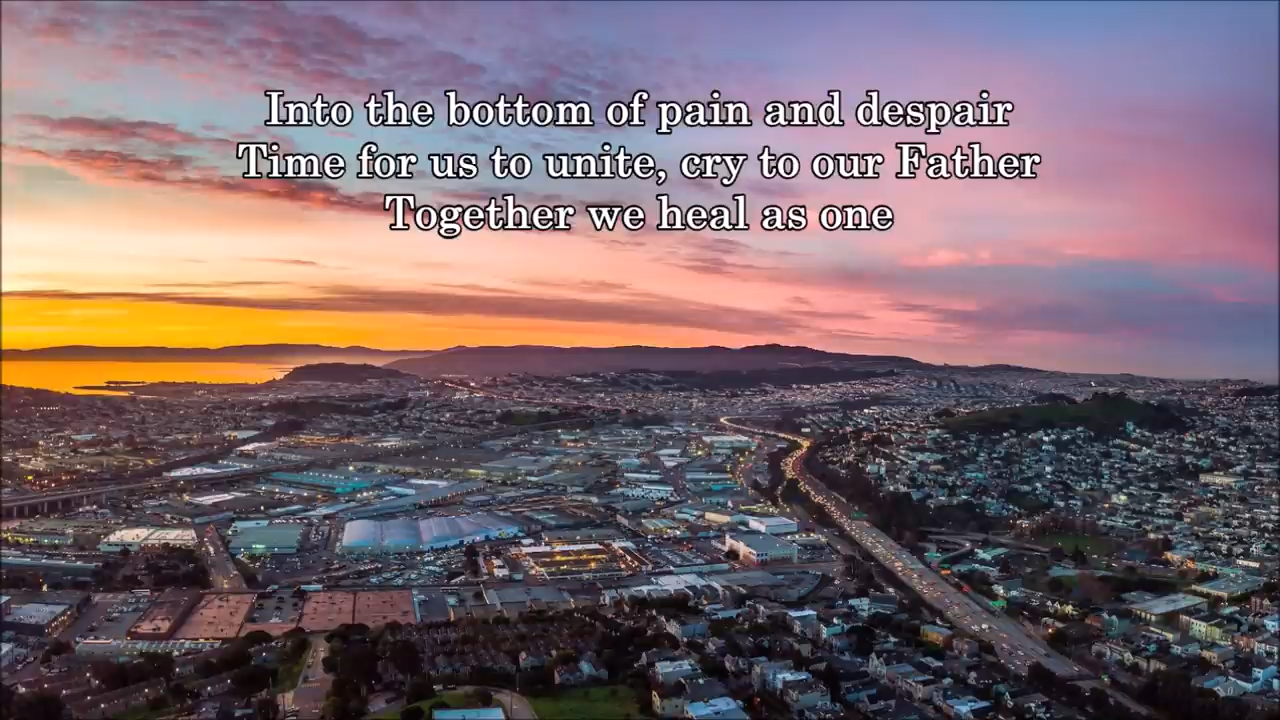 Into the bottom of pain and despair
Time for us to unite, cry to our Father
Together we heal as one